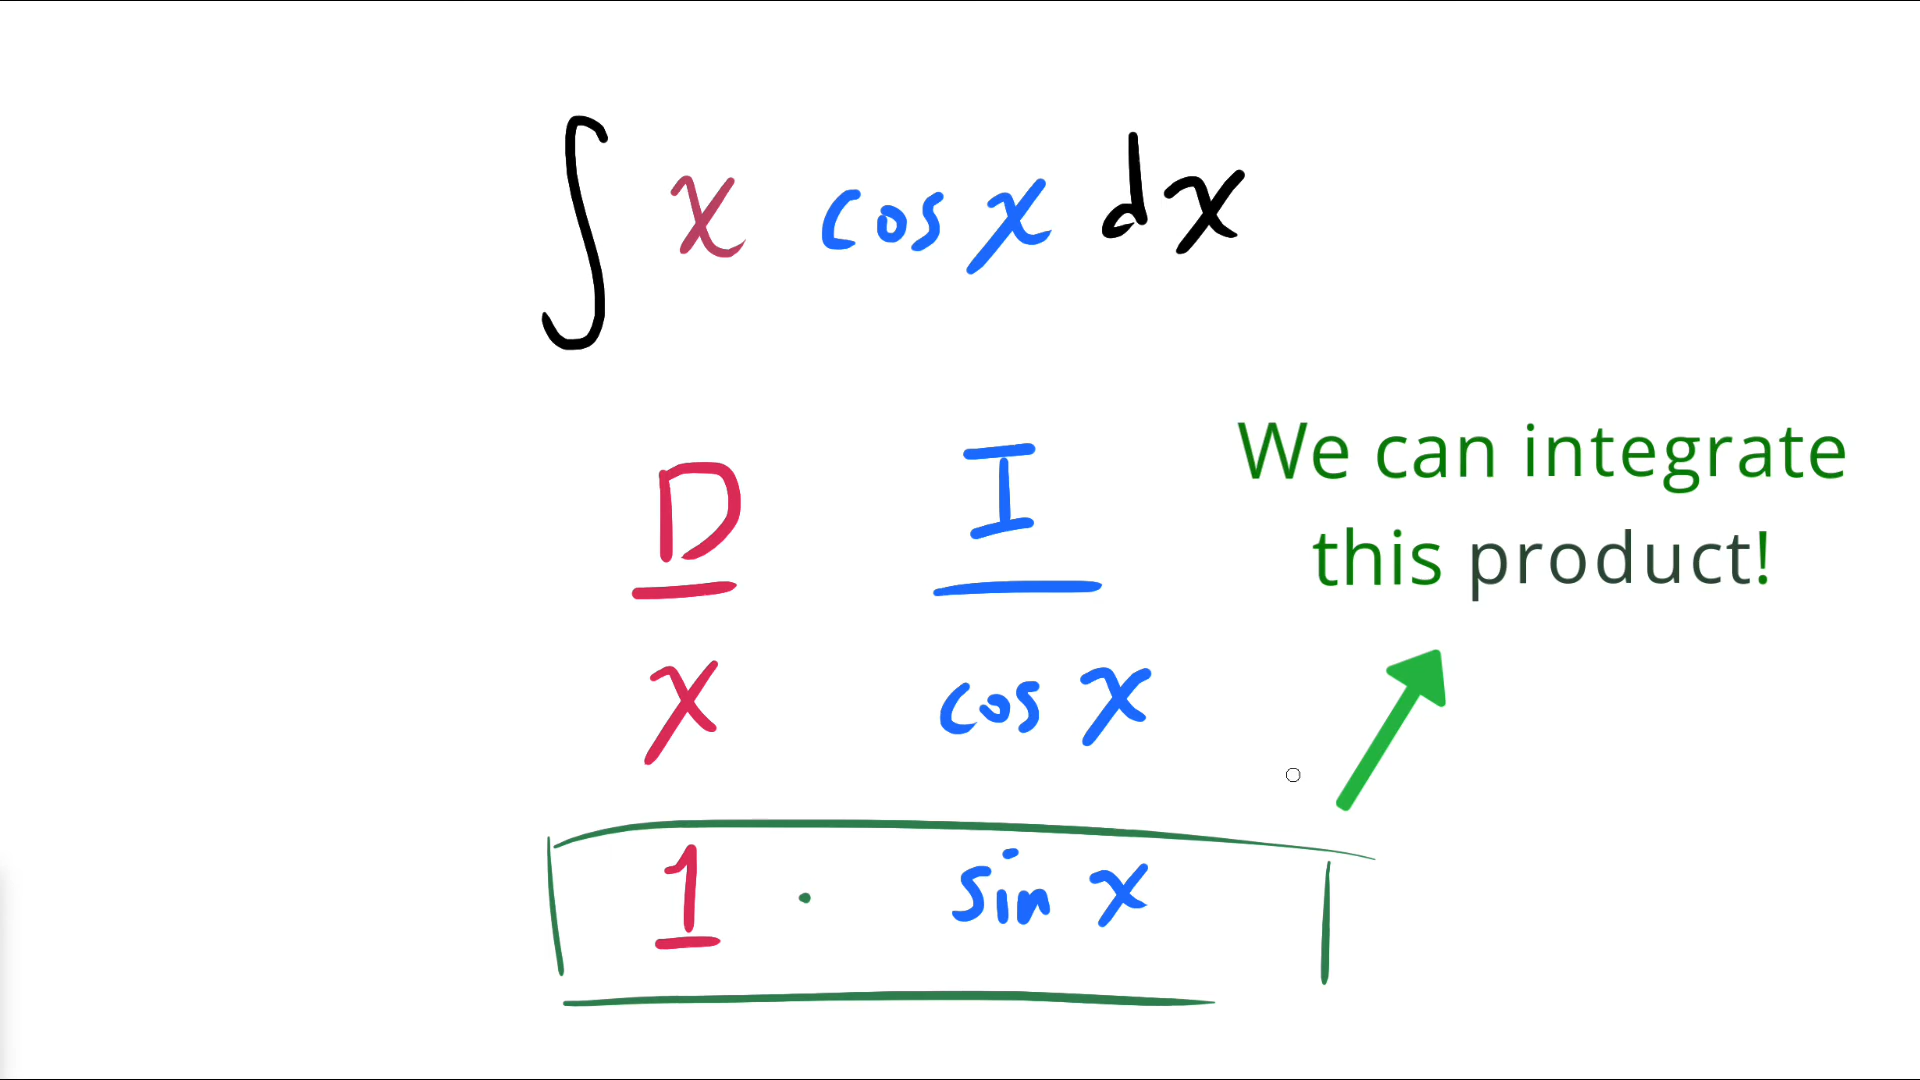 ∫ x cos x dx
D I
We can integrate
this product!
x cos x
1 · sin x